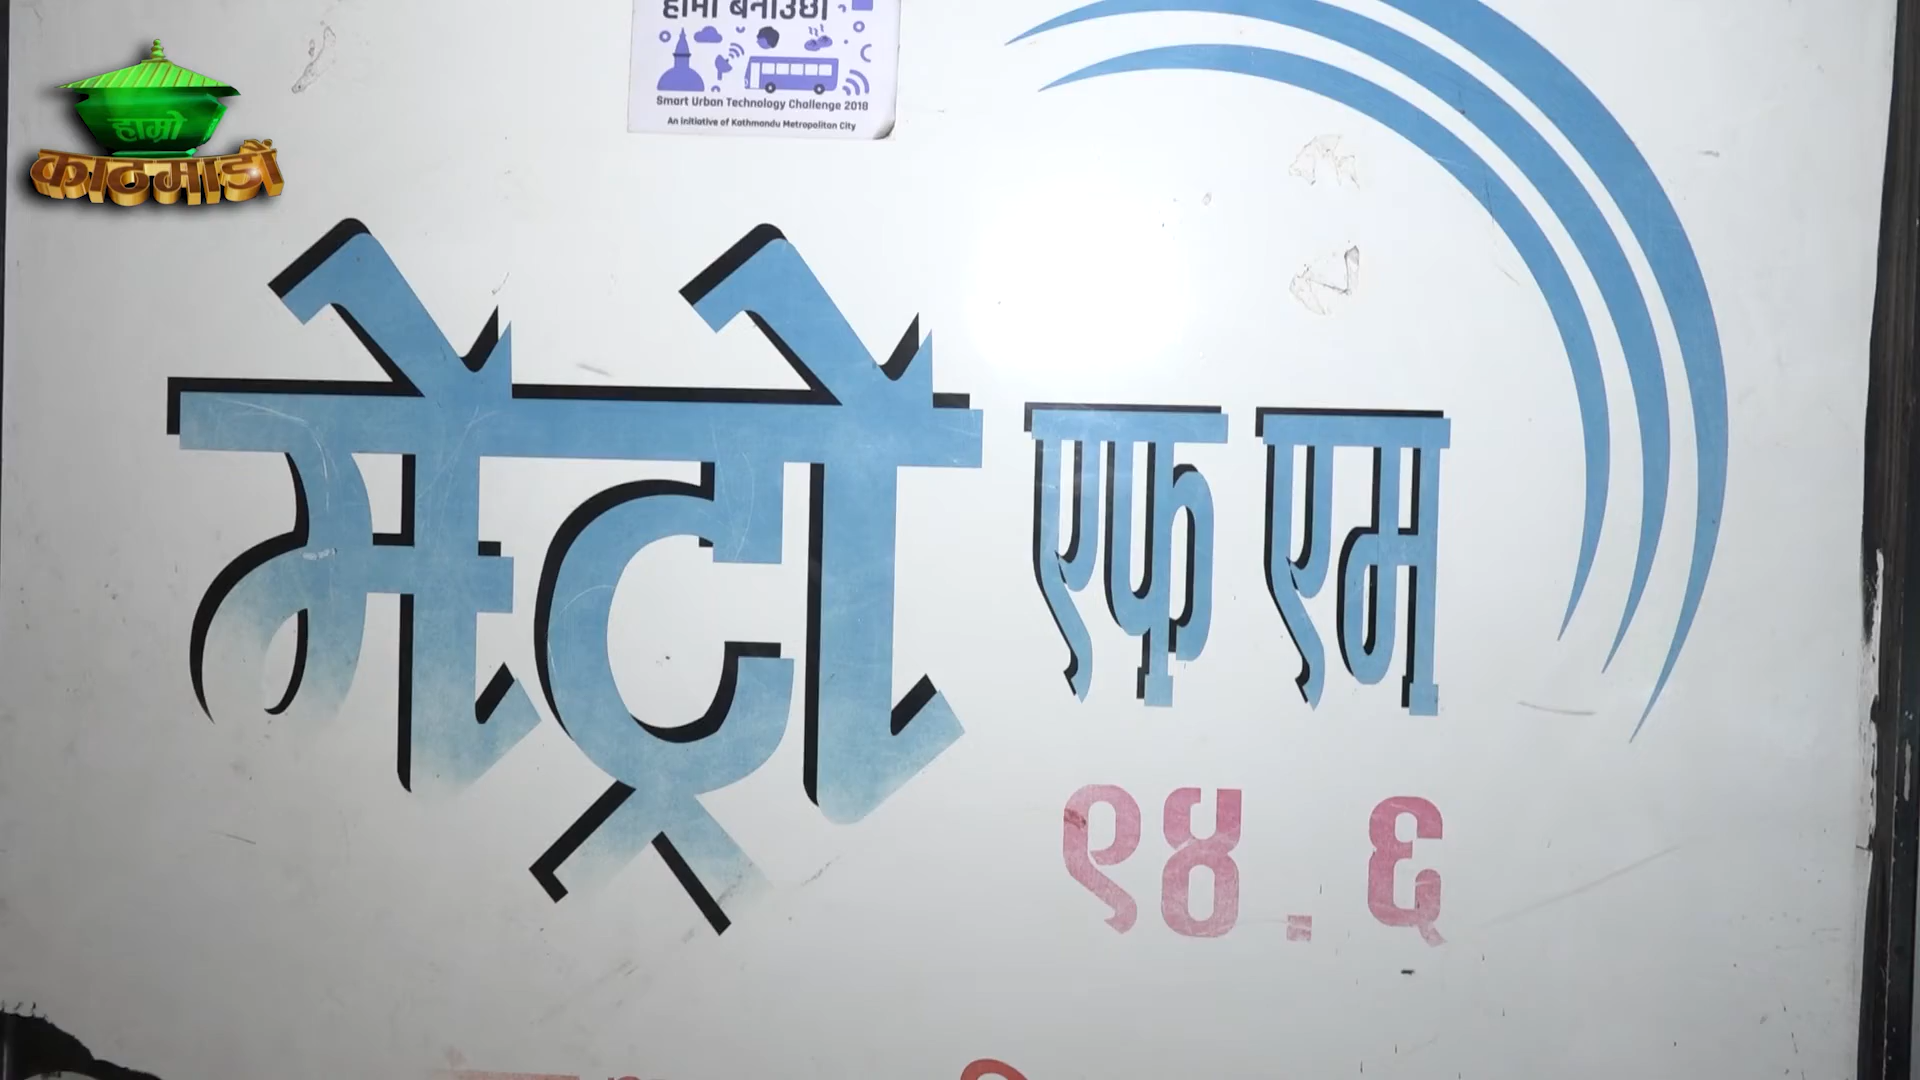 हामी बनाउँछौं
Smart Urban Technology Challenge 2018
An initiative of Kathmandu Metropolitan City
हाम्रो
काठमाडौं
मेट्रो एफ एम
९४.६